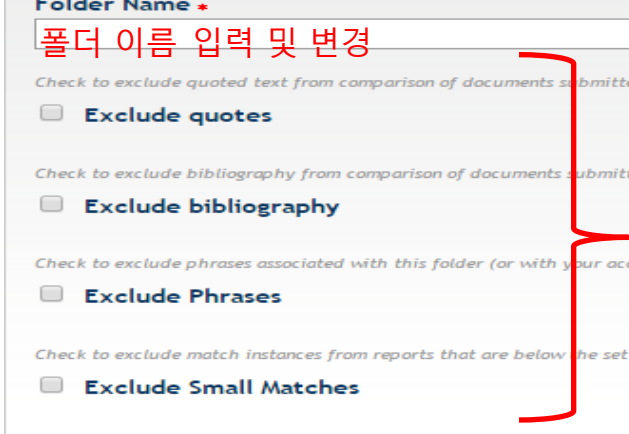 Folder Name *
폴더 이름 입력 및 변경
Check to exclude quoted text from comparison of documents submitte
Exclude quotes
Check to exclude bibliography from comparison of documents submitt
Exclude bibliography
Check to exclude phrases associated with this folder (or with your acc
Exclude Phrases
Check to exclude match instances from reports that are below the set
Exclude Small Matches